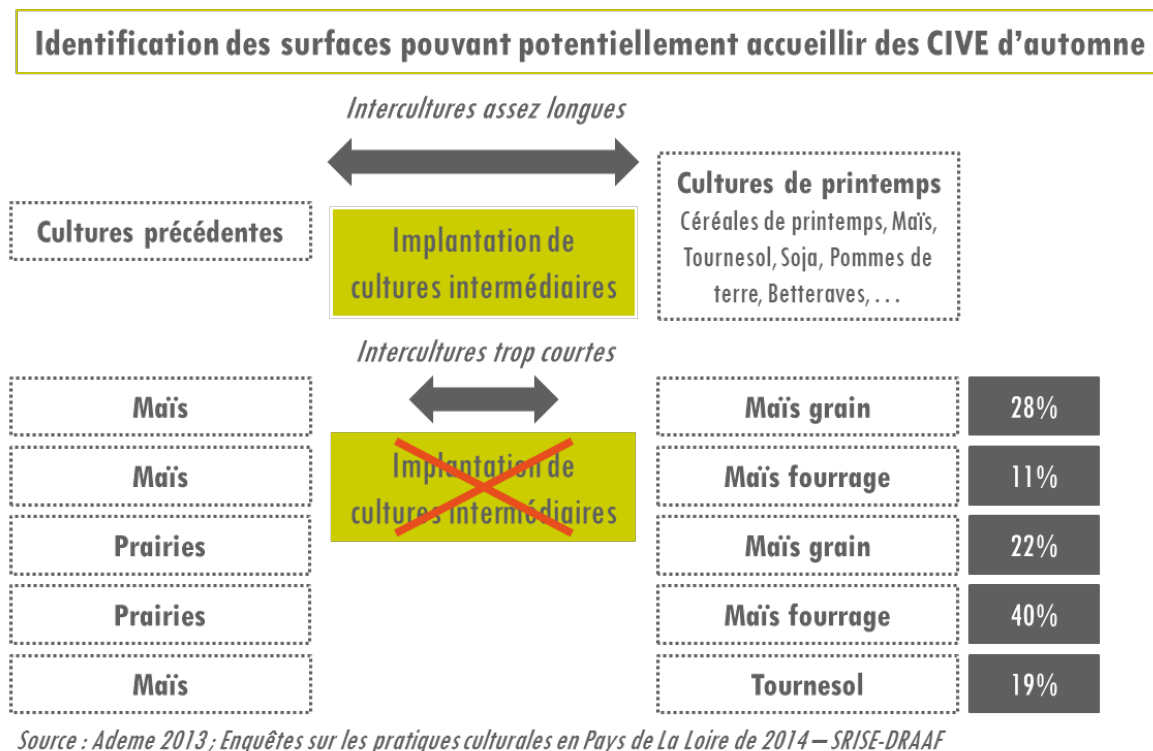 Identification des surfaces pouvant potentiellement accueillir des CIVE d'automne
Intercultures assez longues
Cultures précédentes
Implantation de
cultures intermédiaires
Cultures de printemps
Céréales de printemps, Maïs,
Tournesol, Soja, Pommes de
terre, Betteraves, ...
Intercultures trop courtes
Implantation de
cultures intermédiaires
Maïs
Maïs grain
28%
Maïs
Maïs fourrage
11%
Prairies
Maïs grain
22%
Prairies
Maïs fourrage
40%
Maïs
Tournesol
19%
Source : Ademe 2013 ; Enquêtes sur les pratiques culturales en Pays de La Loire de 2014 – SRISE-DRAAF